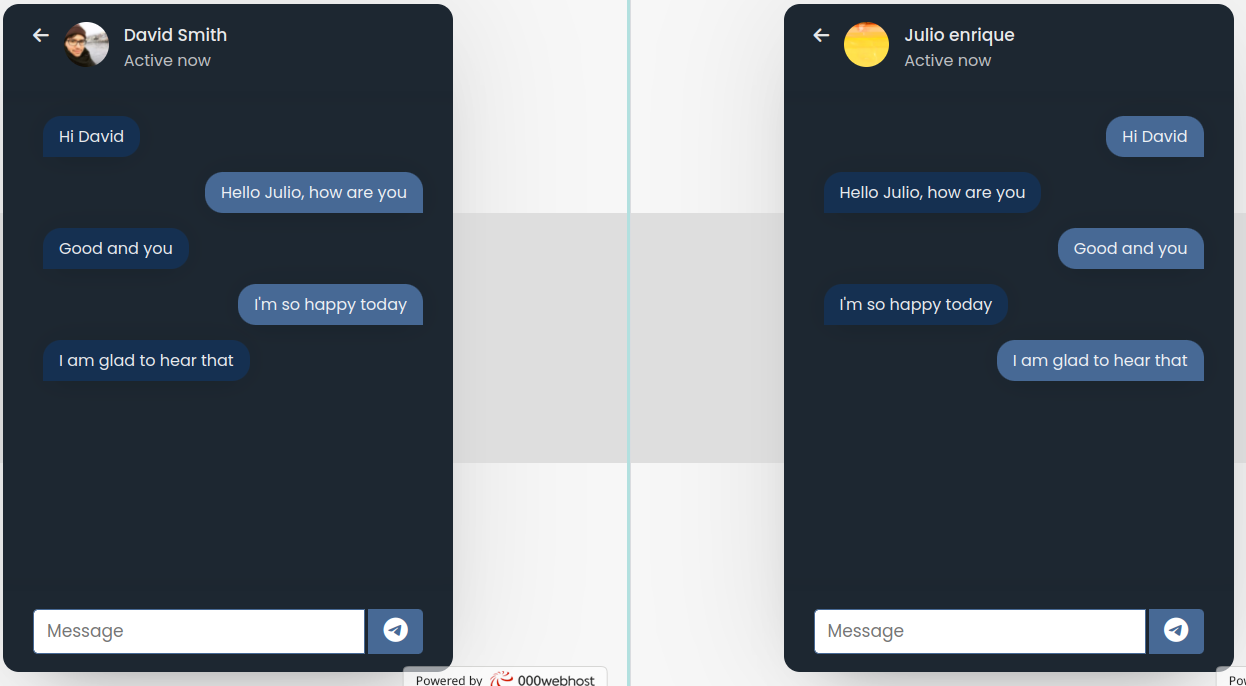 David Smith
Active now
Hi David
Hello Julio, how are you
Good and you
I'm so happy today
I am glad to hear that
Message
Powered by 000webhost
Julio enrique
Active now
Hi David
Hello Julio, how are you
Good and you
I'm so happy today
I am glad to hear that
Message